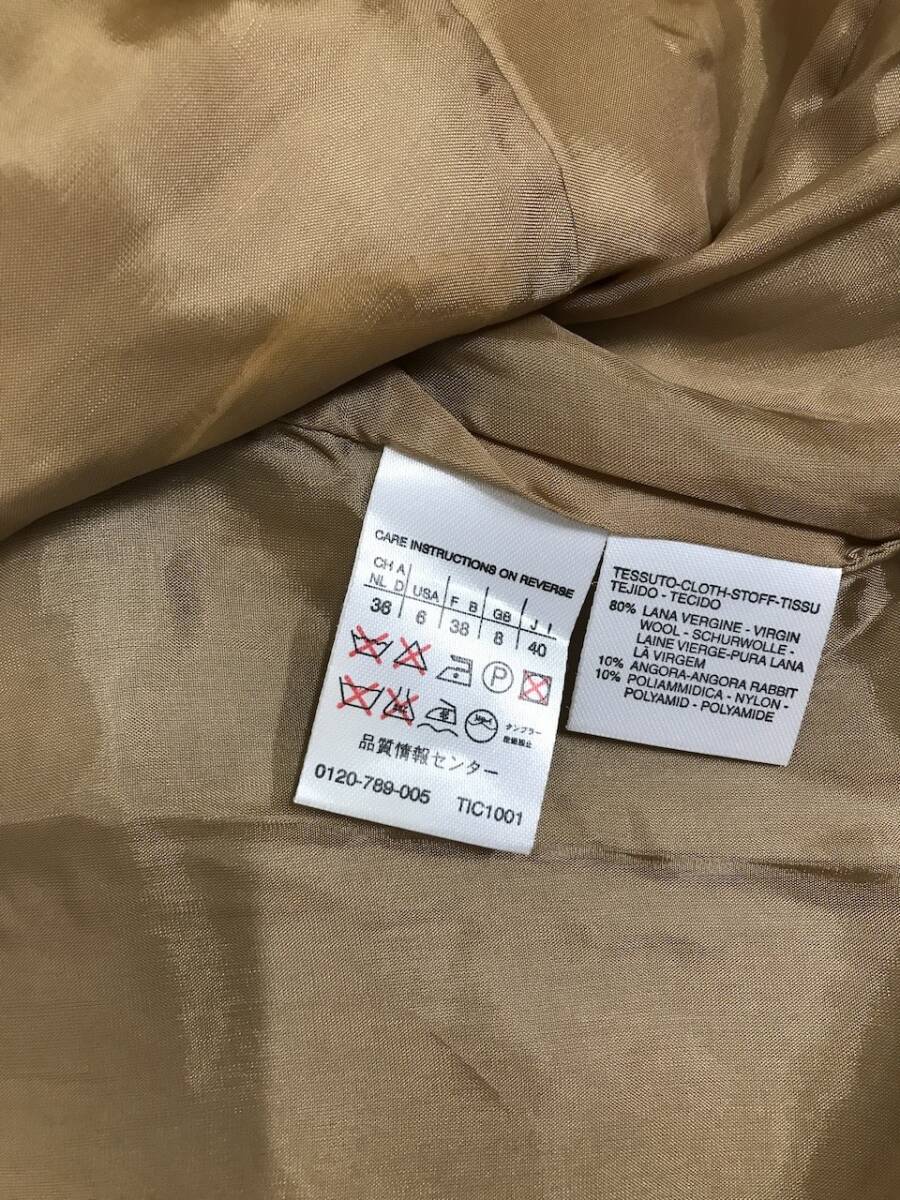 CARE INSTRUCTIONS ON REVERSE
CH A
NL D USA F B GB J I
36 6 38 8 40
P
タンブラー
乾燥禁止
品質情報センター
0120-789-005 TIC1001
TESSUTO-CLOTH-STOFF-TISSU
TEJIDO - TECIDO
80% LANA VERGINE - VIRGIN
WOOL - SCHURWOLLE -
LAINE VIERGE-PURA LANA
LÀ VIRGEM
10% ANGORA-ANGORA RABBIT
10% POLIAMMIDICA - NYLON -
POLYAMID - POLYAMIDE